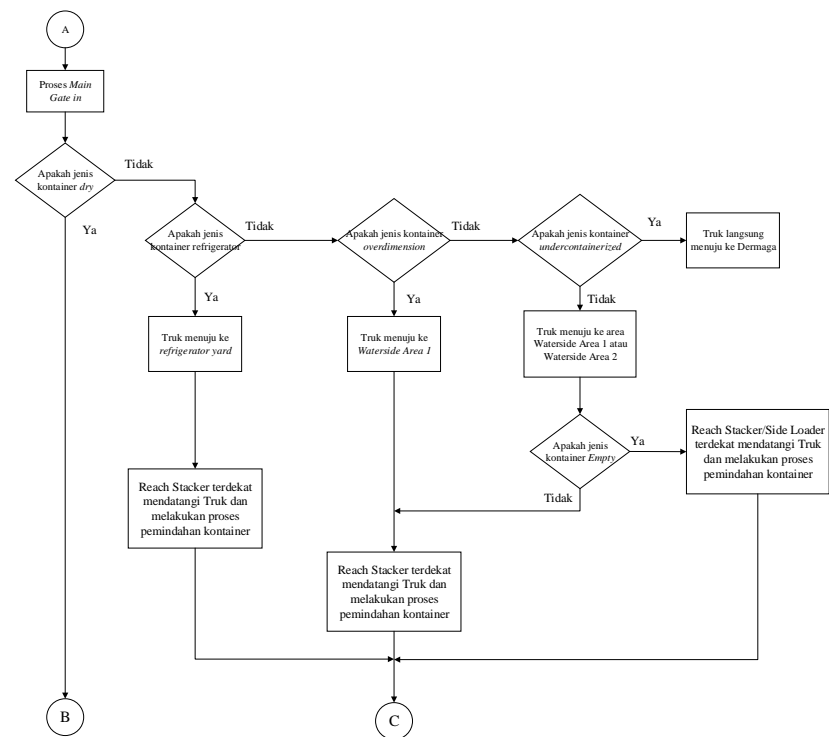 A
Proses Main
Gate in
Apakah jenis
kontainer dry
Tidak
Ya
Apakah jenis
kontainer refrigerator
Tidak
Ya
Apakah jenis kontainer
overdimension
Tidak
Ya
Apakah jenis kontainer
undercontainerized
Ya
Tidak
Truk langsung
menuju ke Dermaga
Truk menuju ke
refrigerator yard
Truk menuju ke
Waterside Area 1
Truk menuju ke area
Waterside Area 1 atau
Waterside Area 2
Apakah jenis
kontainer Empty
Ya
Tidak
Reach Stacker/Side Loader
terdekat mendatangi Truk
dan melakukan proses
pemindahan kontainer
Reach Stacker terdekat
mendatangi Truk dan
melakukan proses
pemindahan kontainer
Reach Stacker terdekat
mendatangi Truk dan
melakukan proses
pemindahan kontainer
B
C